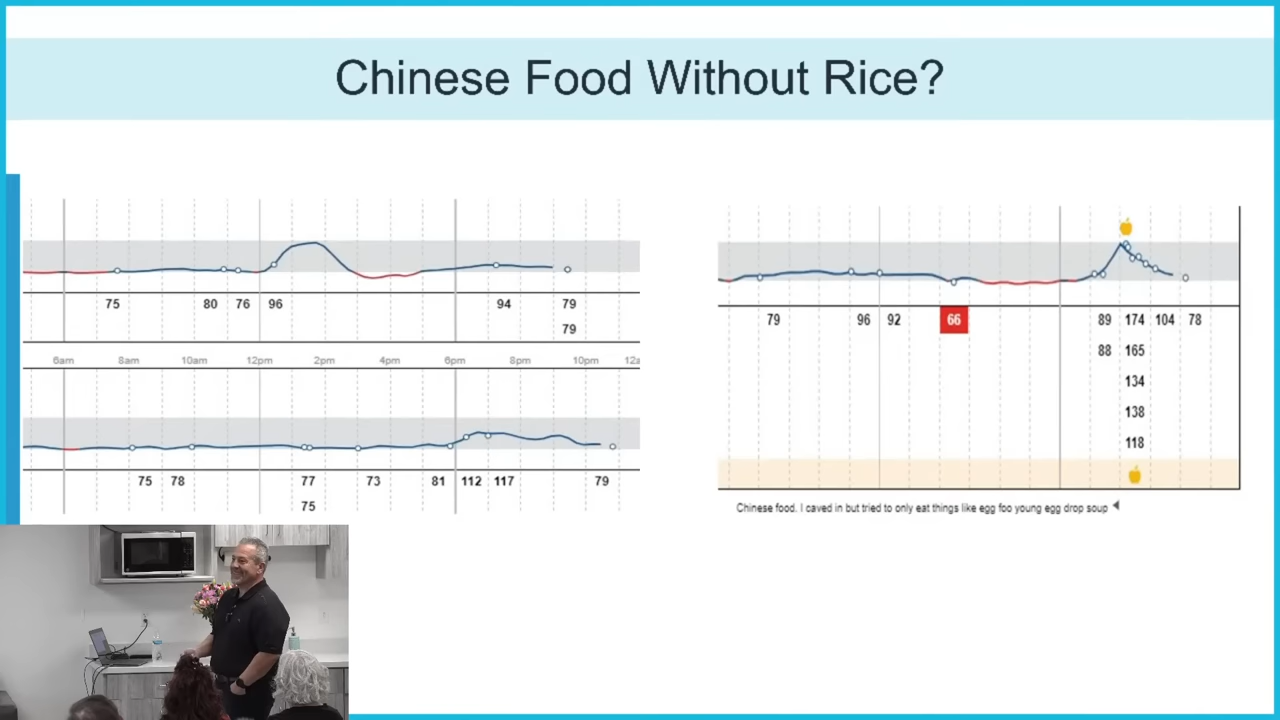 Chinese Food Without Rice?
75 80 76 96 94 79
79
6am 8am 10am 12pm 2pm 4pm 6pm 8pm 10pm 12a
75 78 77 73 81 112 117 79
75
79 96 92 66 89 174 104 78
88 165
134
138
118
Chinese food. I caved in but tried to only eat things like egg foo young egg drop soup